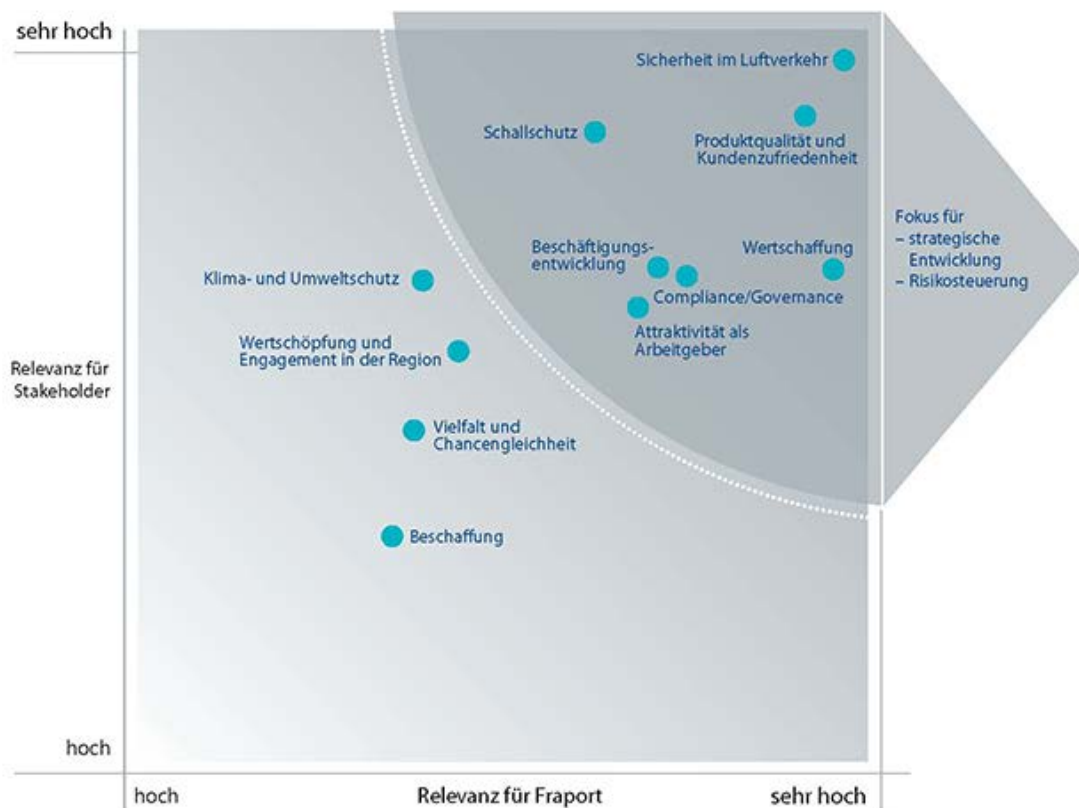 sehr hoch
Sicherheit im Luftverkehr
Schallschutz
Produktqualität und
Kundenzufriedenheit
Fokus für
– strategische
Entwicklung
– Risikosteuerung
Beschäftigungs-
entwicklung
Wertschaffung
Klima- und Umweltschutz
Compliance/Governance
Attraktivität als
Arbeitgeber
Wertschöpfung und
Engagement in der Region
Relevanz für
Stakeholder
Vielfalt und
Chancengleichheit
Beschaffung
hoch
hoch
Relevanz für Fraport
sehr hoch